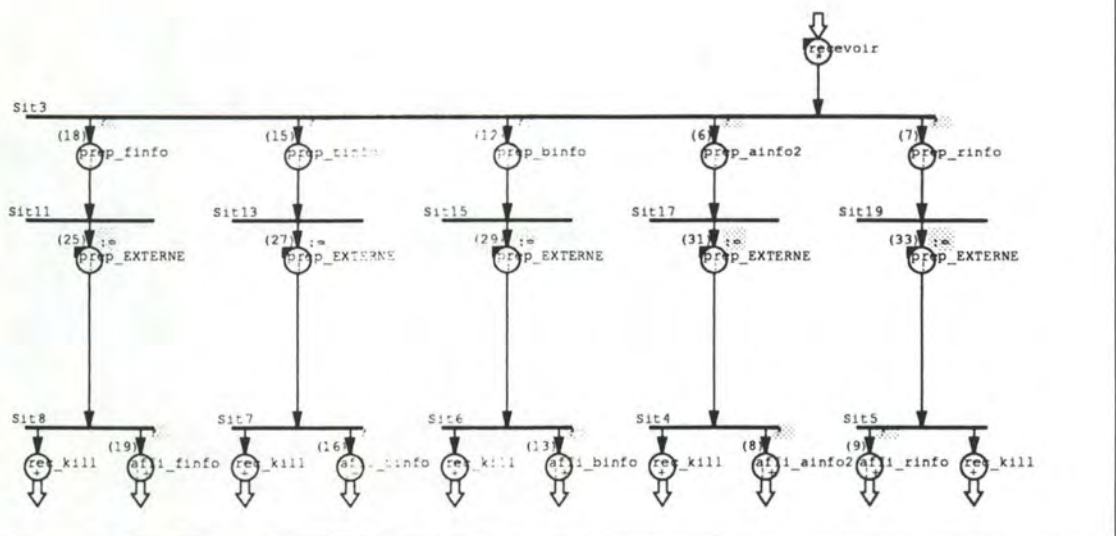 recevoir
Sit3
(18) (15) (12) (6) (7)
prep_finfo prep_tinfo prep_binfo prep_ainfo2 prep_rinfo
Sit11 Sit13 Sit15 Sit17 Sit19
(25) := (27) := (29) := (31) := (33) :=
prep_EXTERNE prep_EXTERNE prep_EXTERNE prep_EXTERNE prep_EXTERNE
Sit8 Sit7 Sit6 Sit4 Sit5
(19) (16) (13) (8) (9)
rec_kill affi_finfo rec_kill affi_tinfo rec_kill affi_binfo rec_kill affi_ainfo2 affi_rinfo rec_kill